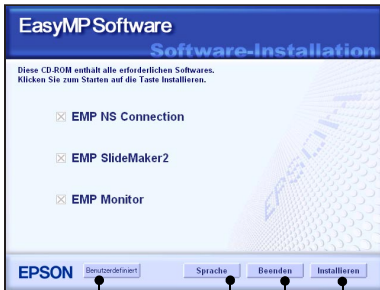 EasyMP Software
Software-Installation
Diese CD-ROM enthält alle erforderlichen Softwares.
Klicken Sie zum Starten auf die Taste Installieren.
EMP NS Connection
EMP SlideMaker2
EMP Monitor
EPSON
EPSON Benutzerdefiniert Sprache Beenden Installieren